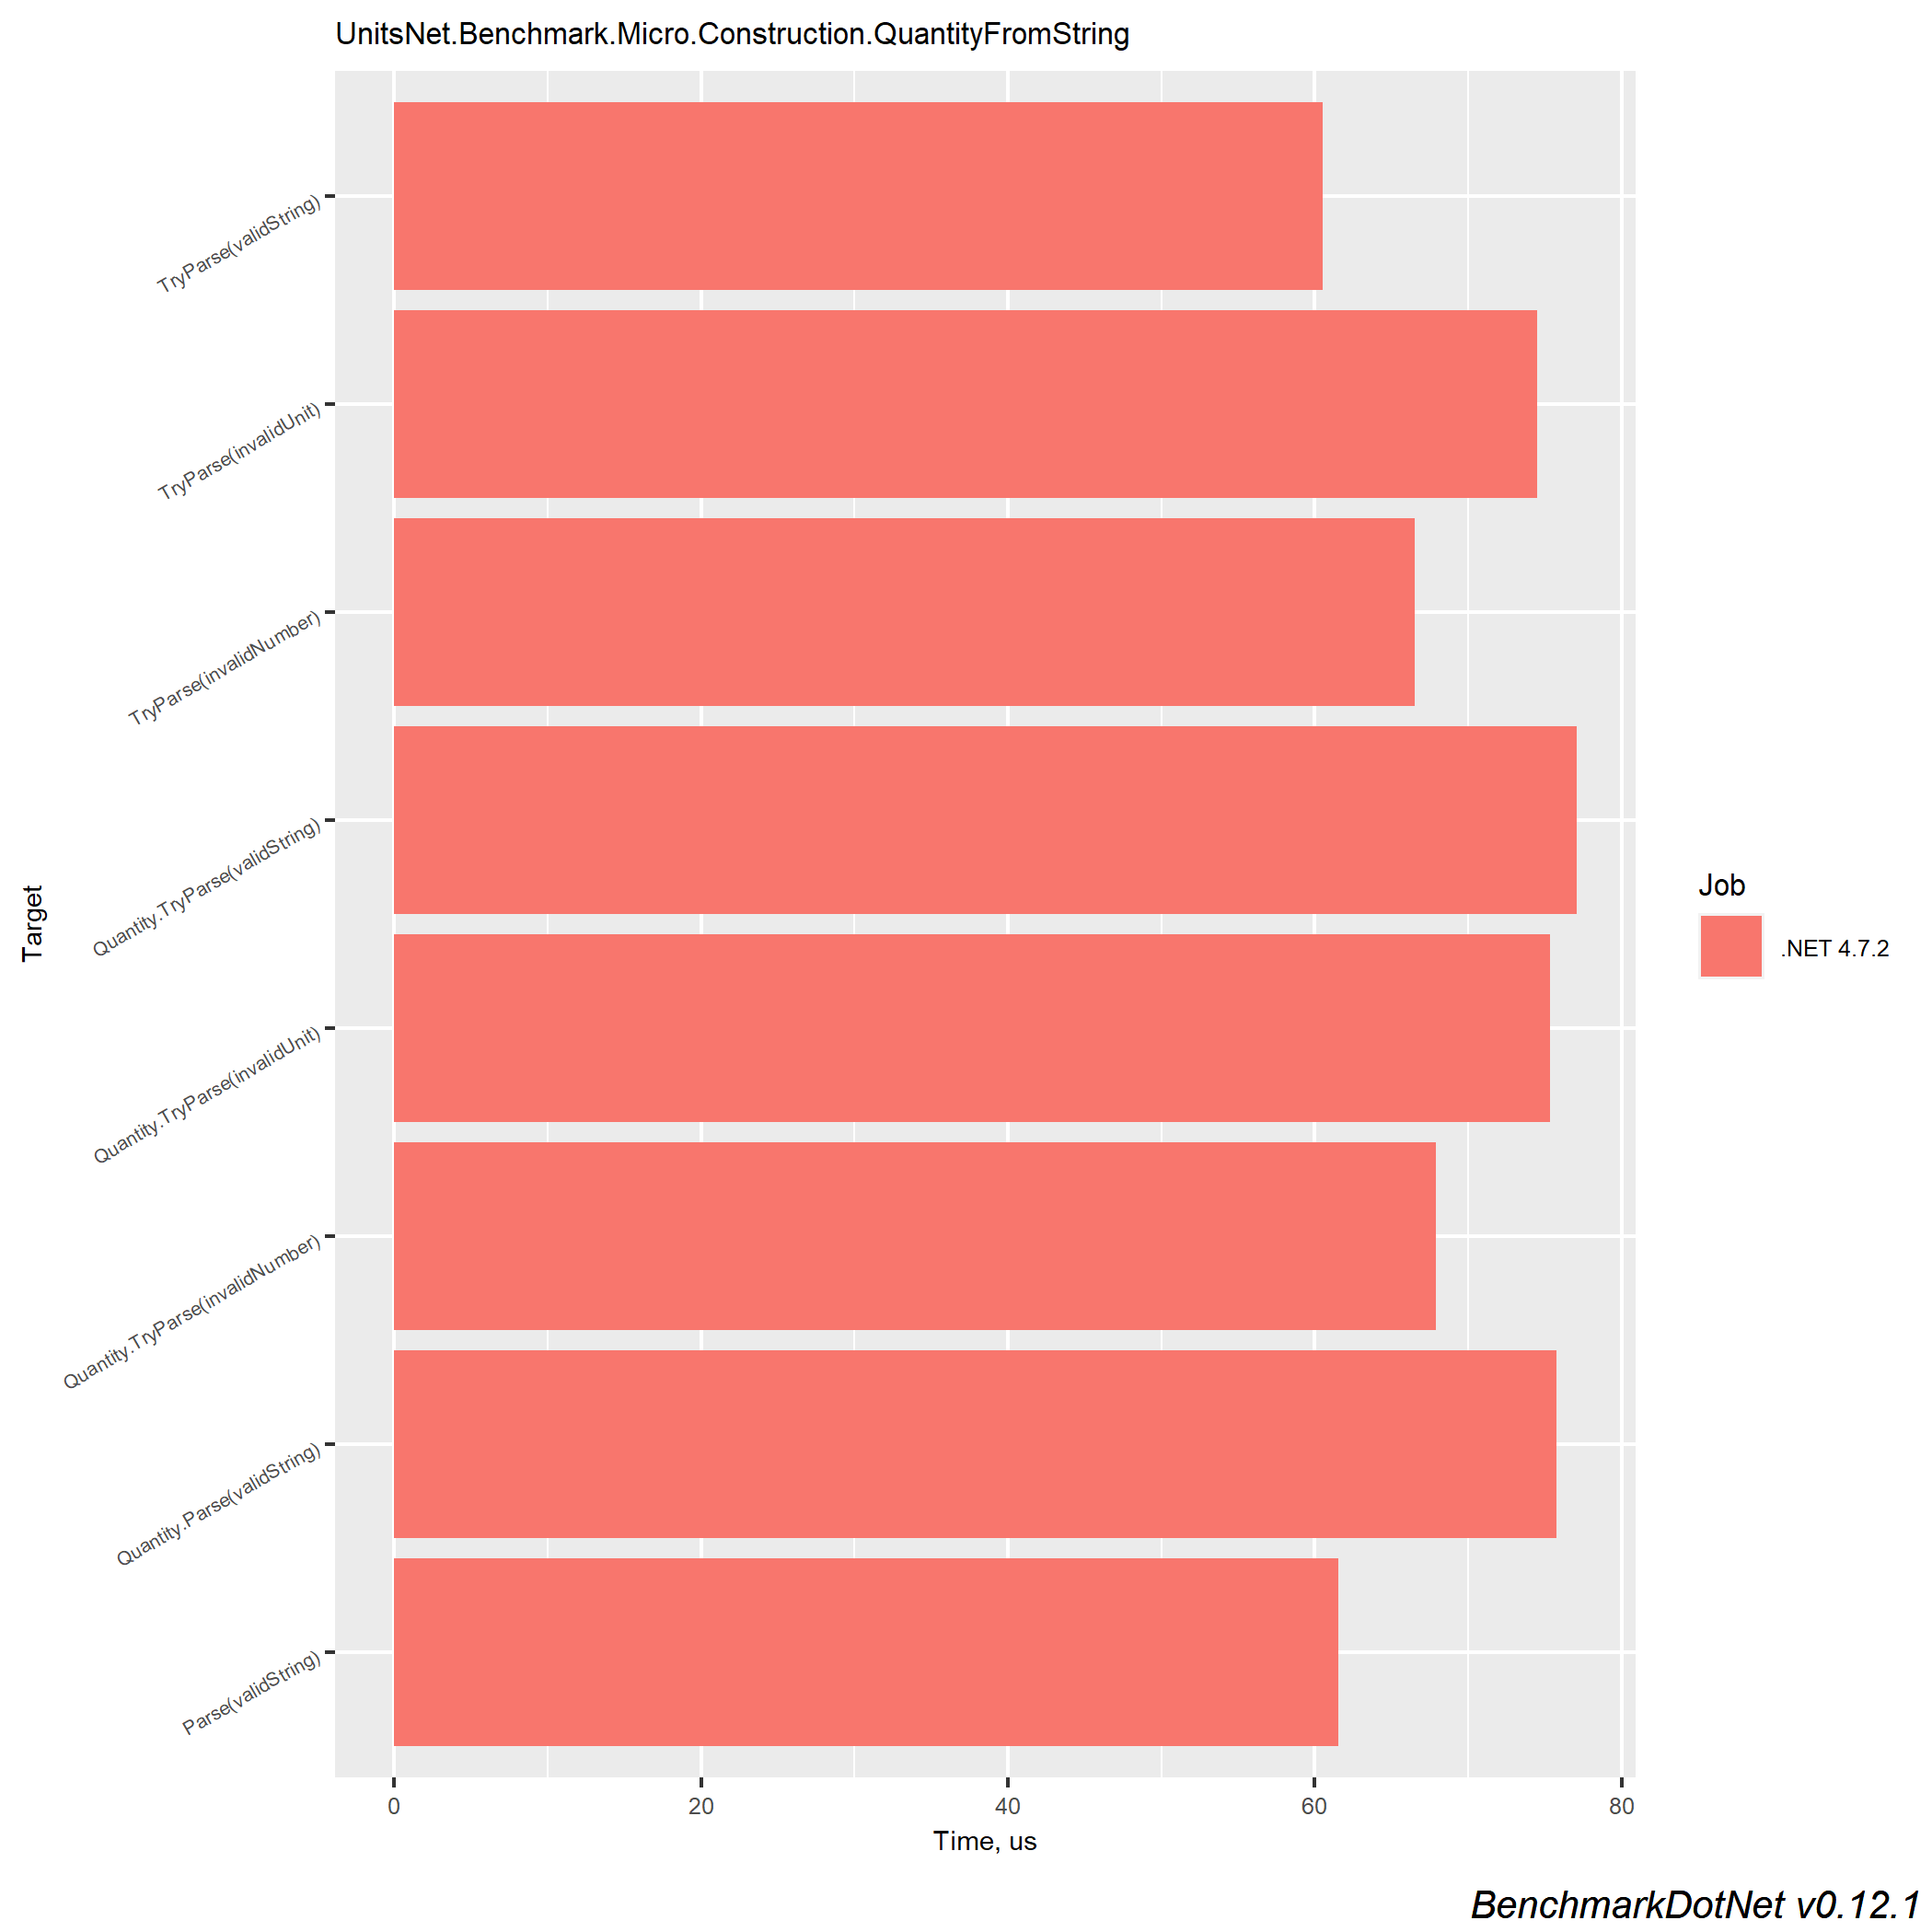 UnitsNet.Benchmark.Micro.Construction.QuantityFromString
TryParse(validString)
TryParse(invalidUnit)
TryParse(invalidNumber)
Quantity.TryParse(validString)
Quantity.TryParse(invalidUnit)
Quantity.TryParse(invalidNumber)
Quantity.Parse(validString)
Parse(validString)
Target
0 20 40 60 80
Time, us
Job
.NET 4.7.2
BenchmarkDotNet v0.12.1